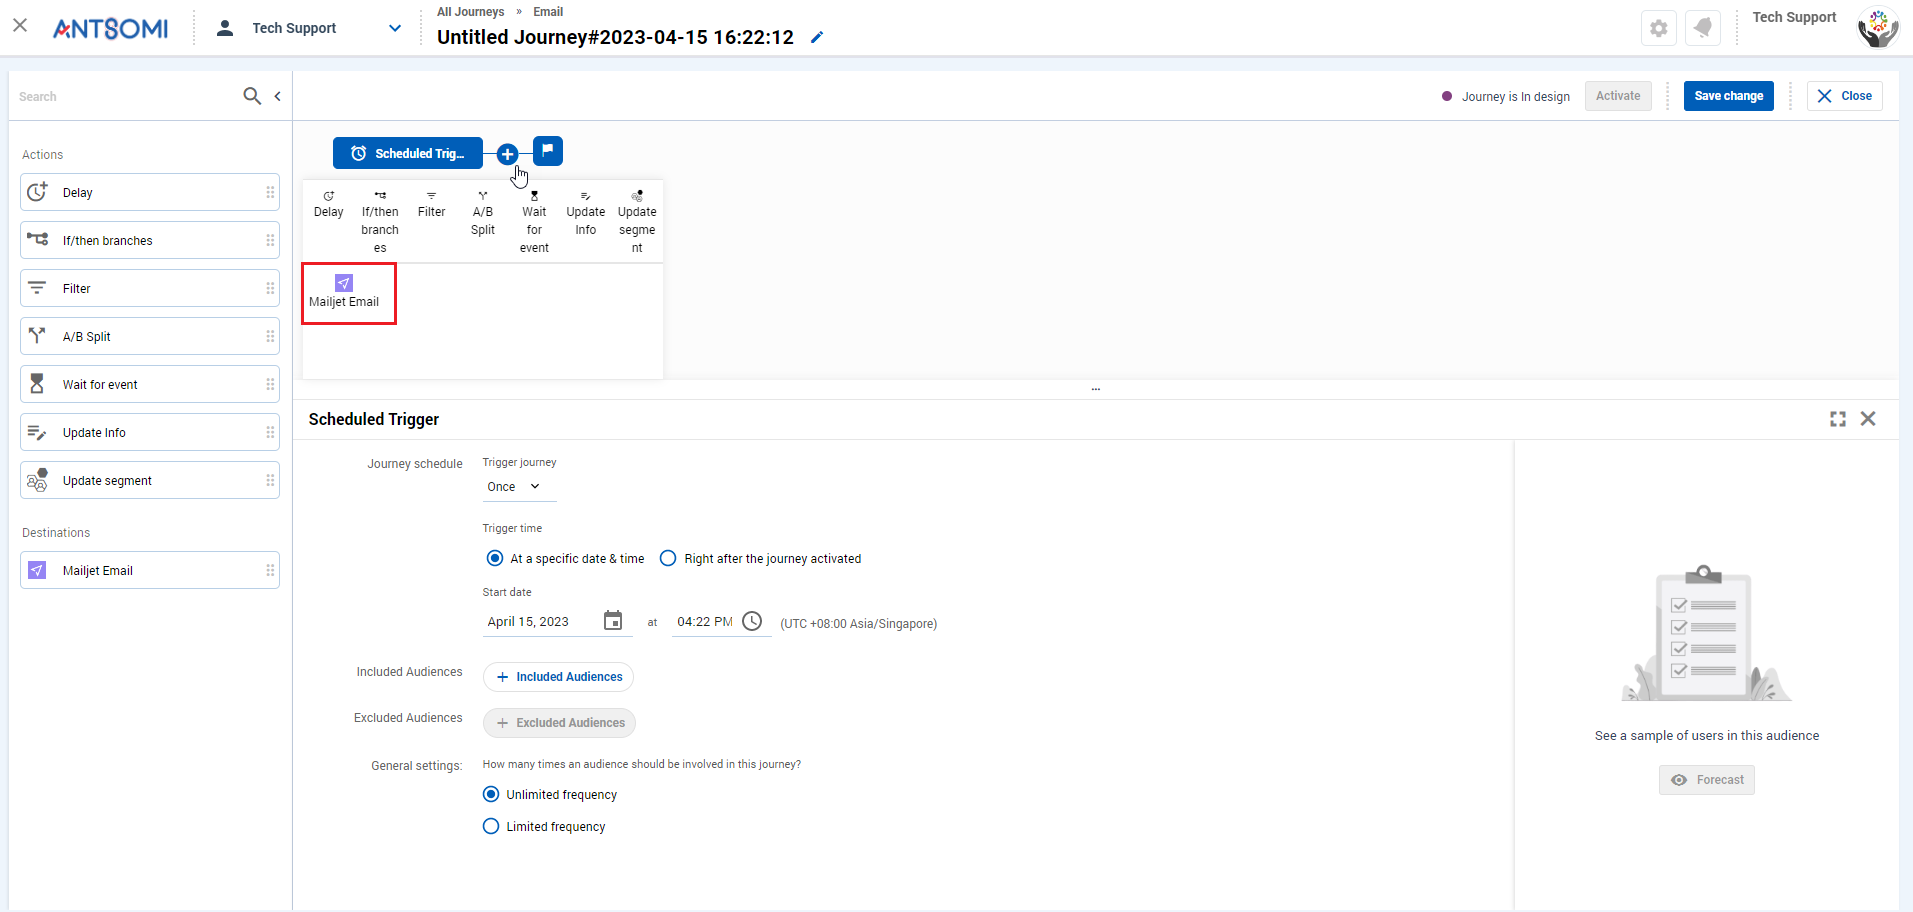 ANTSOMI
Tech Support
All Journeys » Email
Untitled Journey#2023-04-15 16:22:12
Tech Support
Search
Journey is In design
Activate
Save change
Close
Actions
Delay
If/then branches
Filter
A/B Split
Wait for event
Update Info
Update segment
Destinations
Mailjet Email
Scheduled Trig...
Delay
If/then
branch
es
Filter
A/B
Split
Wait
for
event
Update
Info
Update
segme
nt
Mailjet Email
...
Scheduled Trigger
Journey schedule
Trigger journey
Once
Trigger time
At a specific date & time
Right after the journey activated
Start date
April 15, 2023 at 04:22 PM (UTC +08:00 Asia/Singapore)
Included Audiences
+ Included Audiences
Excluded Audiences
+ Excluded Audiences
General settings:
How many times an audience should be involved in this journey?
Unlimited frequency
Limited frequency
See a sample of users in this audience
Forecast